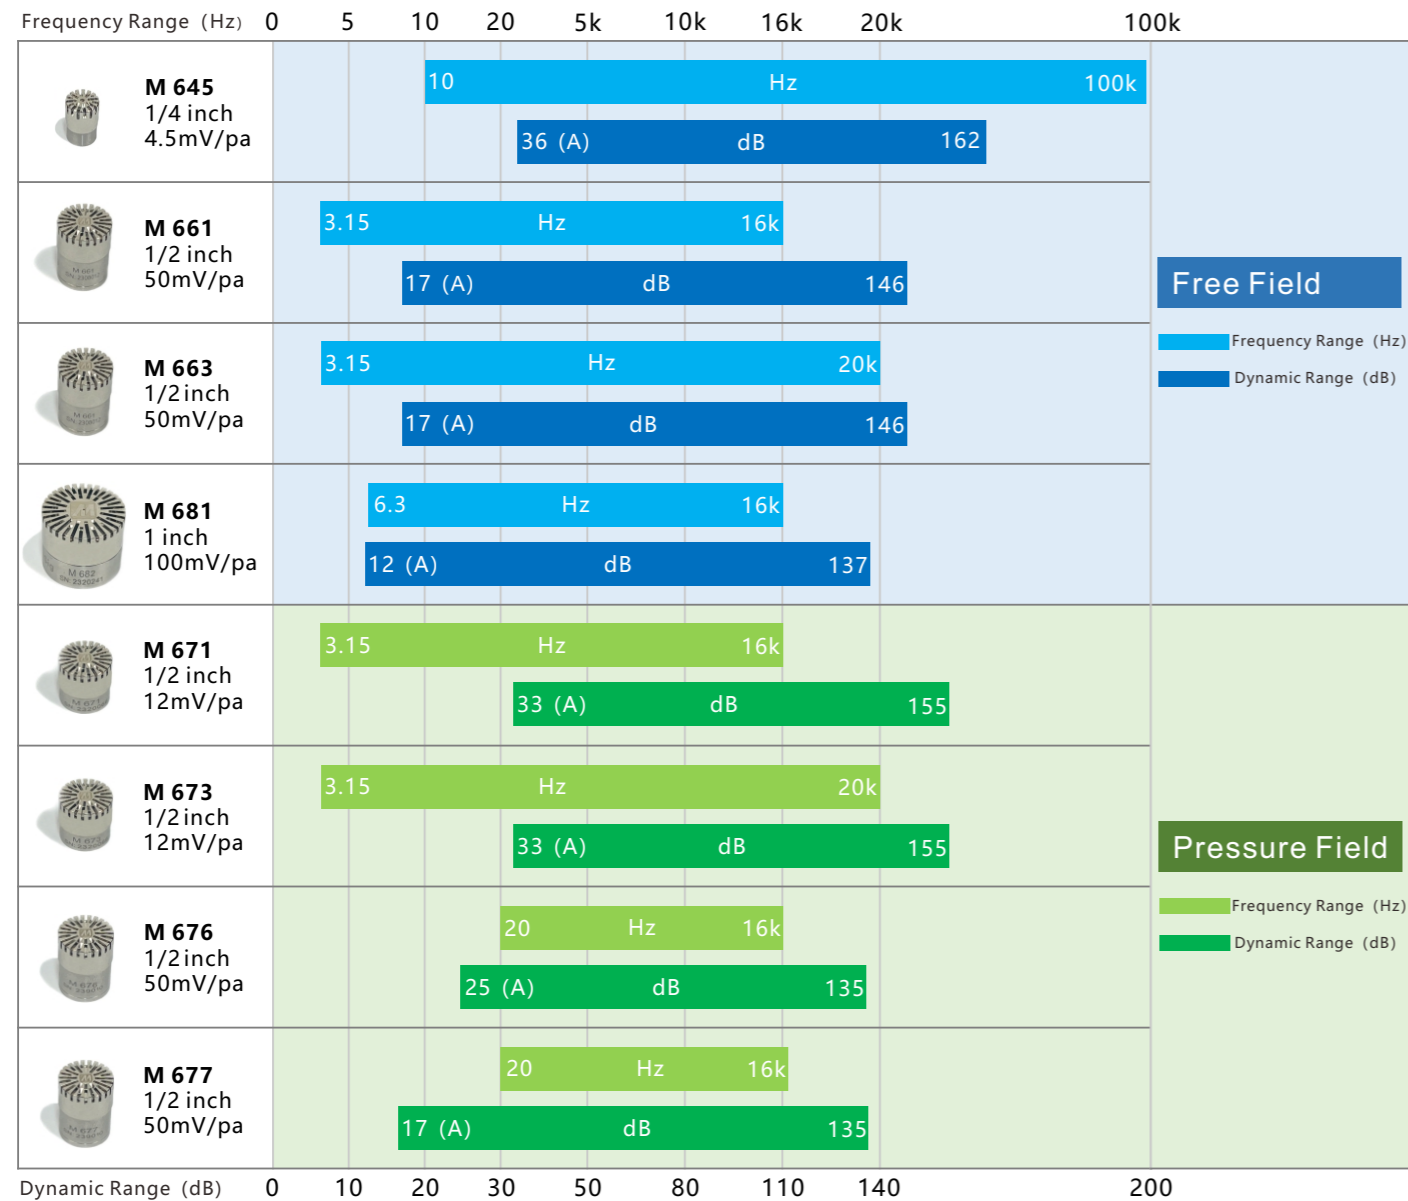 Frequency Range (Hz) 0 5 10 20 5k 10k 16k 20k 100k
M 645
1/4 inch
4.5mV/pa
10 Hz 100k
36 (A) dB 162
M 661
1/2 inch
50mV/pa
3.15 Hz 16k
17 (A) dB 146
M 663
1/2 inch
50mV/pa
3.15 Hz 20k
17 (A) dB 146
M 681
1 inch
100mV/pa
M 682
6.3 Hz 16k
12 (A) dB 137
Free Field
Frequency Range (Hz)
Dynamic Range (dB)
M 671
1/2 inch
12mV/pa
3.15 Hz 16k
33 (A) dB 155
M 673
1/2 inch
12mV/pa
3.15 Hz 20k
33 (A) dB 155
M 676
1/2 inch
50mV/pa
20 Hz 16k
25 (A) dB 135
M 677
1/2 inch
50mV/pa
20 Hz 16k
17 (A) dB 135
Pressure Field
Frequency Range (Hz)
Dynamic Range (dB)
Dynamic Range (dB) 0 10 20 30 50 80 110 140 200